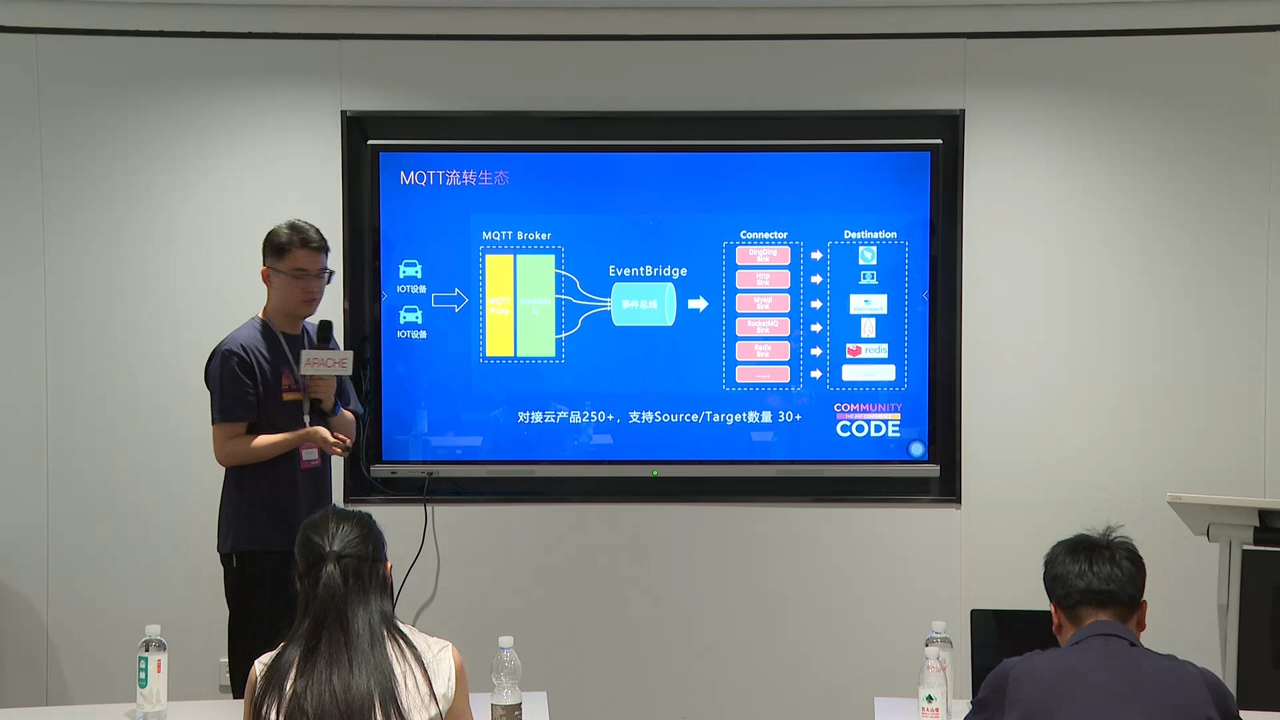 MQTT流转生态
MQTT Broker
IOT设备
IOT设备
MQTT
Proxy
EventBridge
事件总线
Connector
DingDing
Sink
Http
Sink
Mysql
Sink
RocketMQ
Sink
Redis
Sink
Destination
redis
对接云产品250+，支持Source/Target数量 30+
COMMUNITY
CODE
APACHE